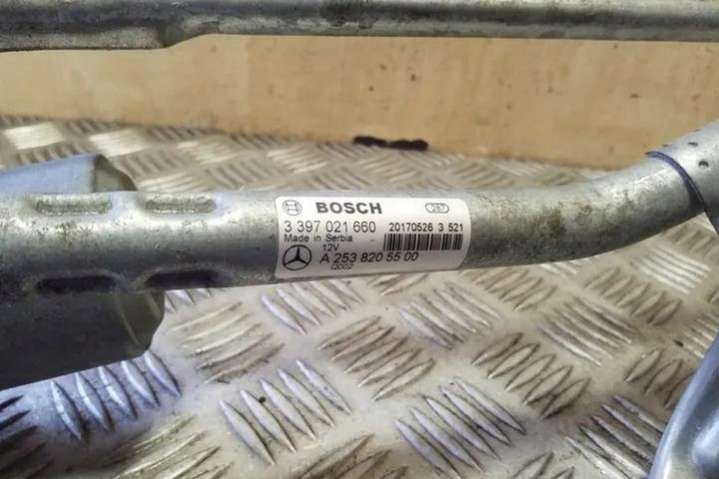 BOSCH
3 397 021 660 20170526 3 521
Made in Serbia
12V
A 253 820 55 00